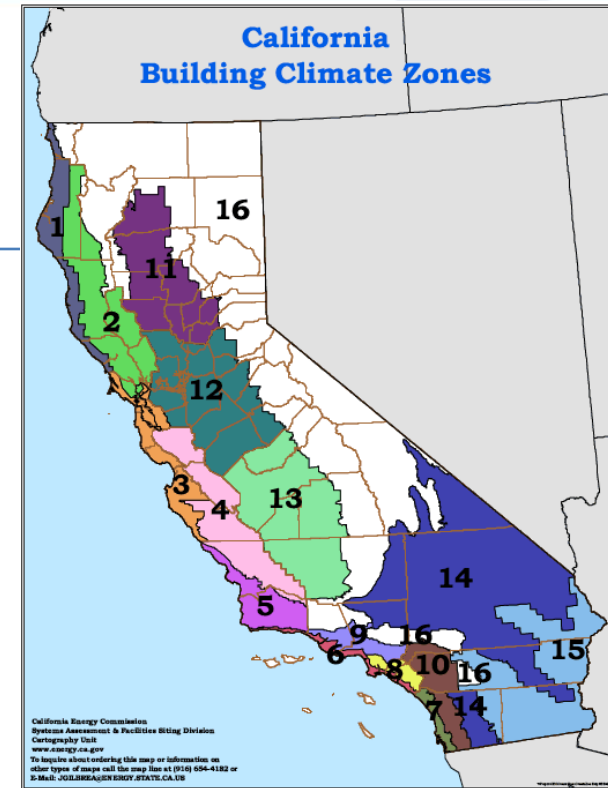 California
Building Climate Zones
16
1
11
2
12
3
4
13
14
5
9
16
15
6
8
10
16
7
14
California Energy Commission
Systems Assessment & Facilities Siting Division
Cartography Unit
www.energy.ca.gov
To inquire about ordering this map or information on
other types of maps call the map line at (916) 654-4182 or
E-Mail: JGILBREA@ENERGY.STATE.CA.US